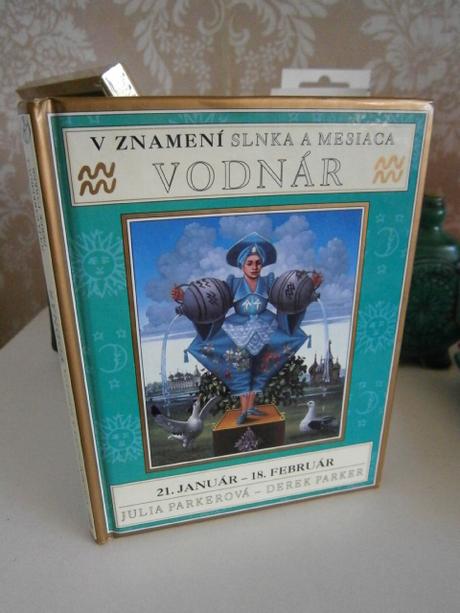 V ZNAMENÍ SLNKA A MESIACA
VODNÁR
21. JANUÁR – 18. FEBRUÁR
JULIA PARKEROVÁ – DEREK PARKER